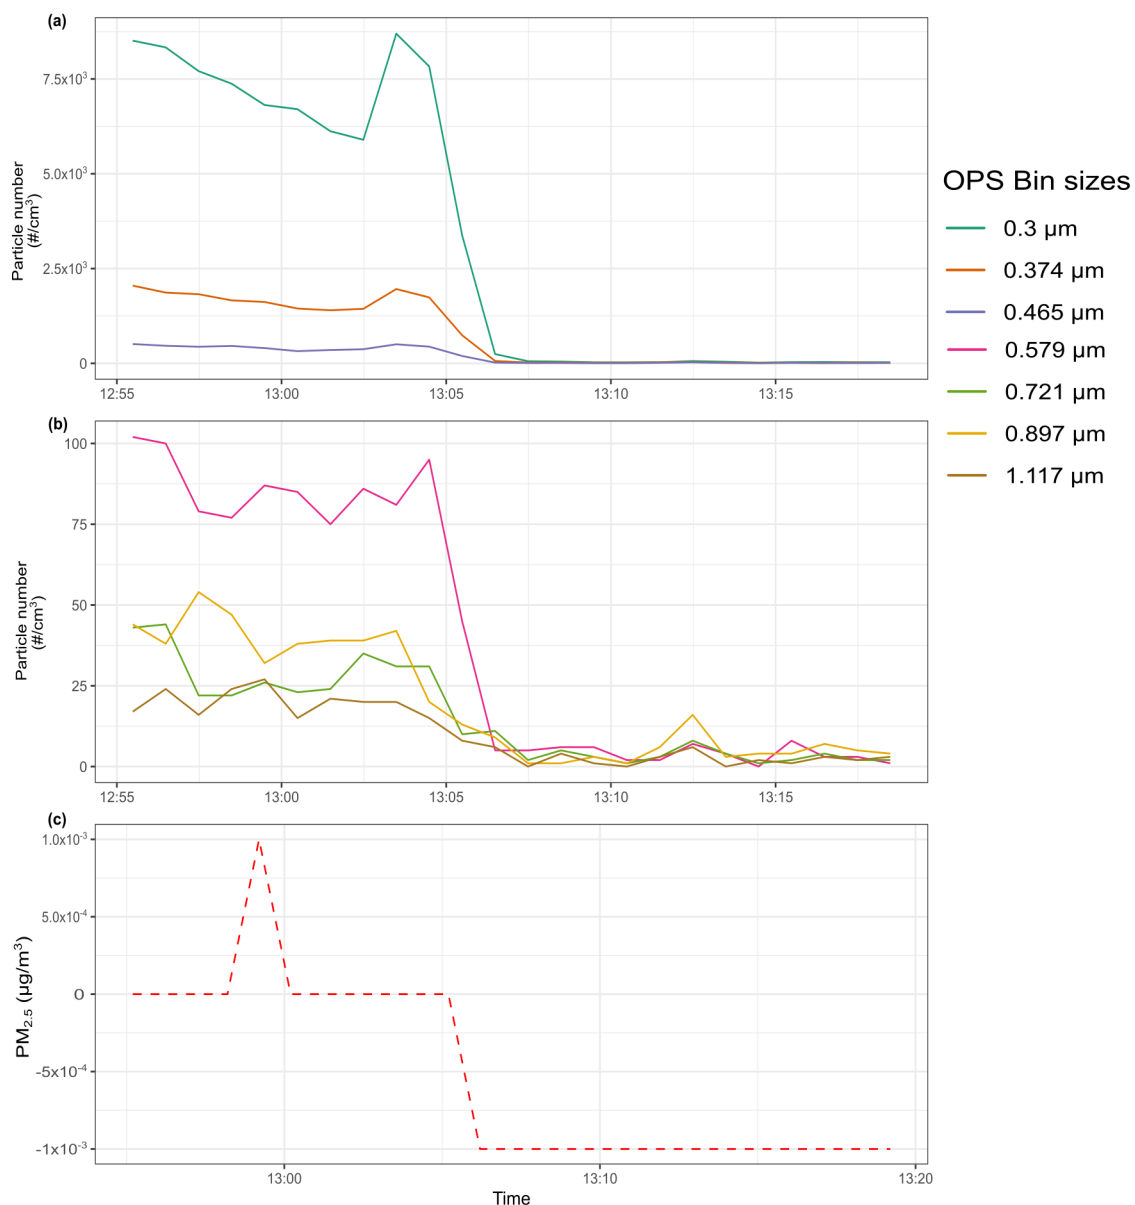 (a)
7.5x10³
5.0x10³
2.5x10³
0
Particle number
(#/cm³)
12:55 13:00 13:05 13:10 13:15
OPS Bin sizes
0.3 µm
0.374 µm
0.465 µm
0.579 µm
0.721 µm
0.897 µm
1.117 µm
(b)
100
75
50
25
0
Particle number
(#/cm³)
12:55 13:00 13:05 13:10 13:15
(c)
1.0x10⁻³
5.0x10⁻⁴
0
-5x10⁻⁴
-1x10⁻³
PM₂.₅ (µg/m³)
13:00 13:10 13:20
Time